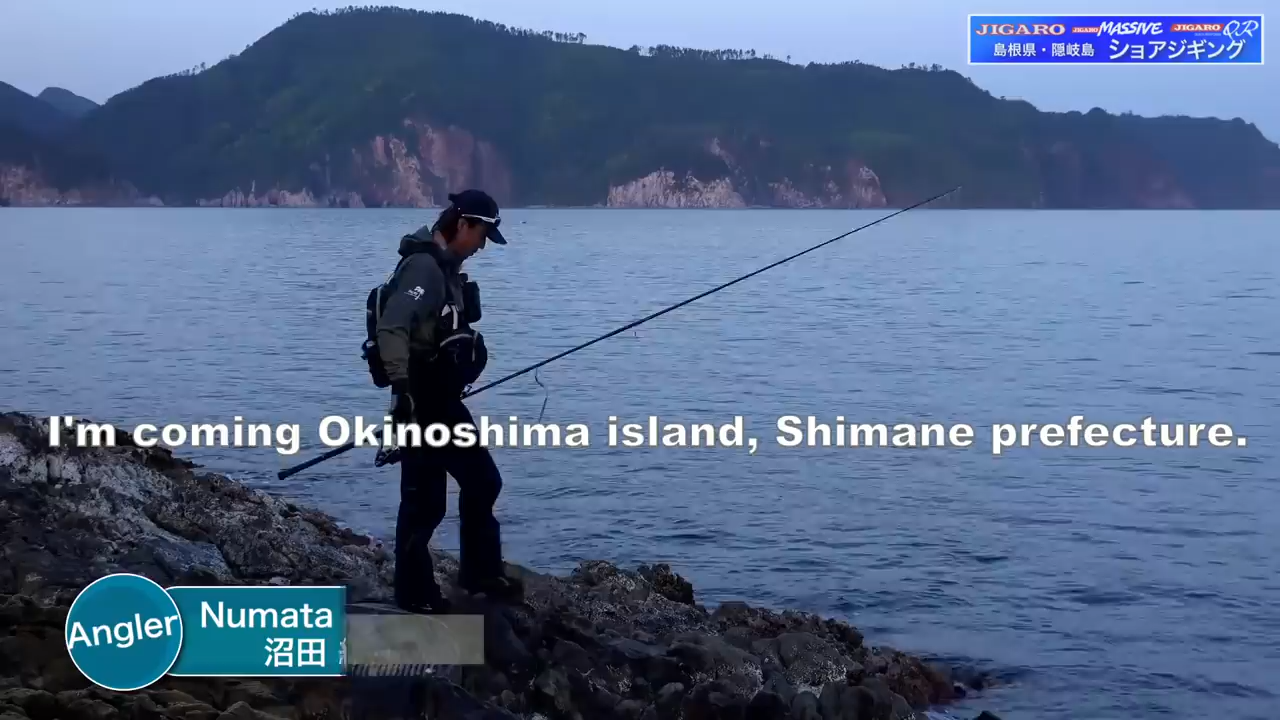 JIGARO JIGARO MASSIVE JIGARO QR
島根県・隠岐島 ショアジギング
I'm coming Okinoshima island, Shimane prefecture.
Angler
Numata
沼田